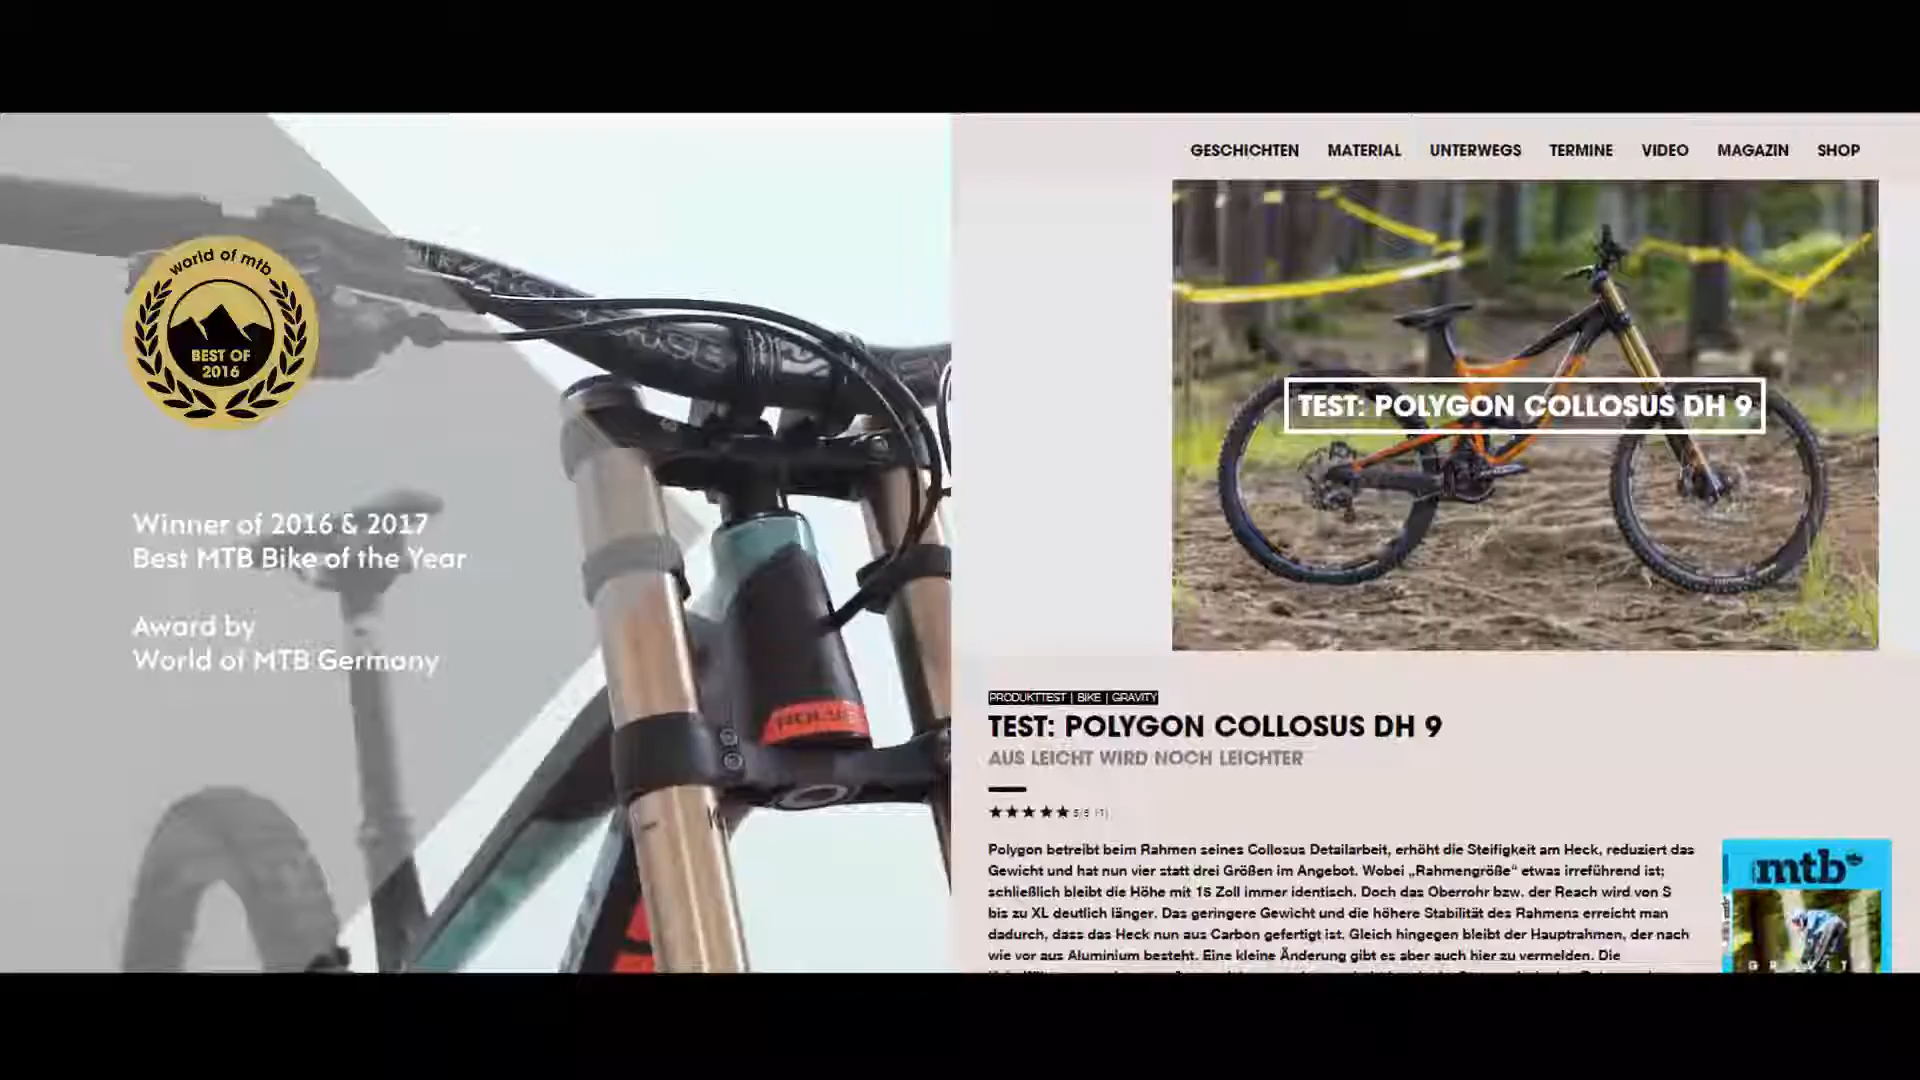 world of mtb
BEST OF
2016
Winner of 2016 & 2017
Best MTB Bike of the Year
Award by
World of MTB Germany
GESCHICHTEN MATERIAL UNTERWEGS TERMINE VIDEO MAGAZIN SHOP
TEST: POLYGON COLLOSUS DH 9
PRODUKTTEST | BIKE | GRAVITY
TEST: POLYGON COLLOSUS DH 9
AUS LEICHT WIRD NOCH LEICHTER
5/5 (1)
Polygon betreibt beim Rahmen seines Collosus Detailarbeit, erhöht die Steifigkeit am Heck, reduziert das
Gewicht und hat nun vier statt drei Größen im Angebot. Wobei „Rahmengröße“ etwas irreführend ist;
schließlich bleibt die Höhe mit 15 Zoll immer identisch. Doch das Oberrohr bzw. der Reach wird von S
bis zu XL deutlich länger. Das geringere Gewicht und die höhere Stabilität des Rahmens erreicht man
dadurch, dass das Heck nun aus Carbon gefertigt ist. Gleich hingegen bleibt der Hauptrahmen, der nach
wie vor aus Aluminium besteht. Eine kleine Änderung gibt es aber auch hier zu vermelden. Die
mtb
GRAVITY